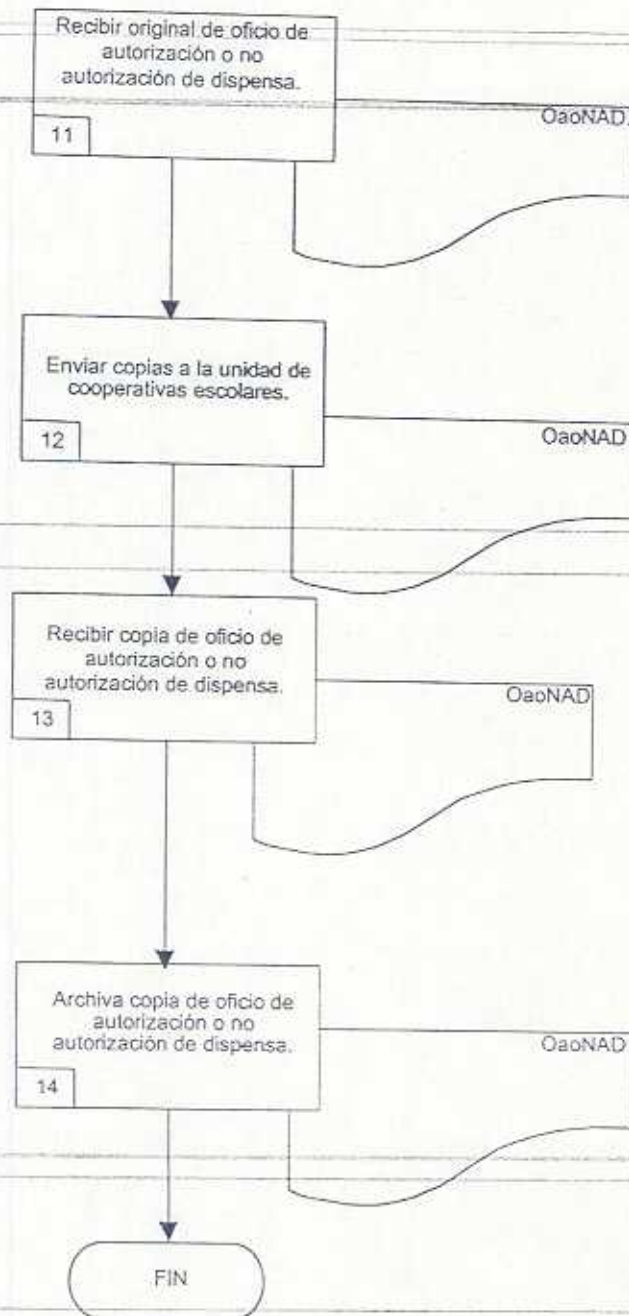 Recibir original de oficio de
autorización o no
autorización de dispensa.
11
OaoNAD.
Enviar copias a la unidad de
cooperativas escolares.
12
OaoNAD
Recibir copia de oficio de
autorización o no
autorización de dispensa.
13
OaoNAD
Archiva copia de oficio de
autorización o no
autorización de dispensa.
14
OaoNAD
FIN